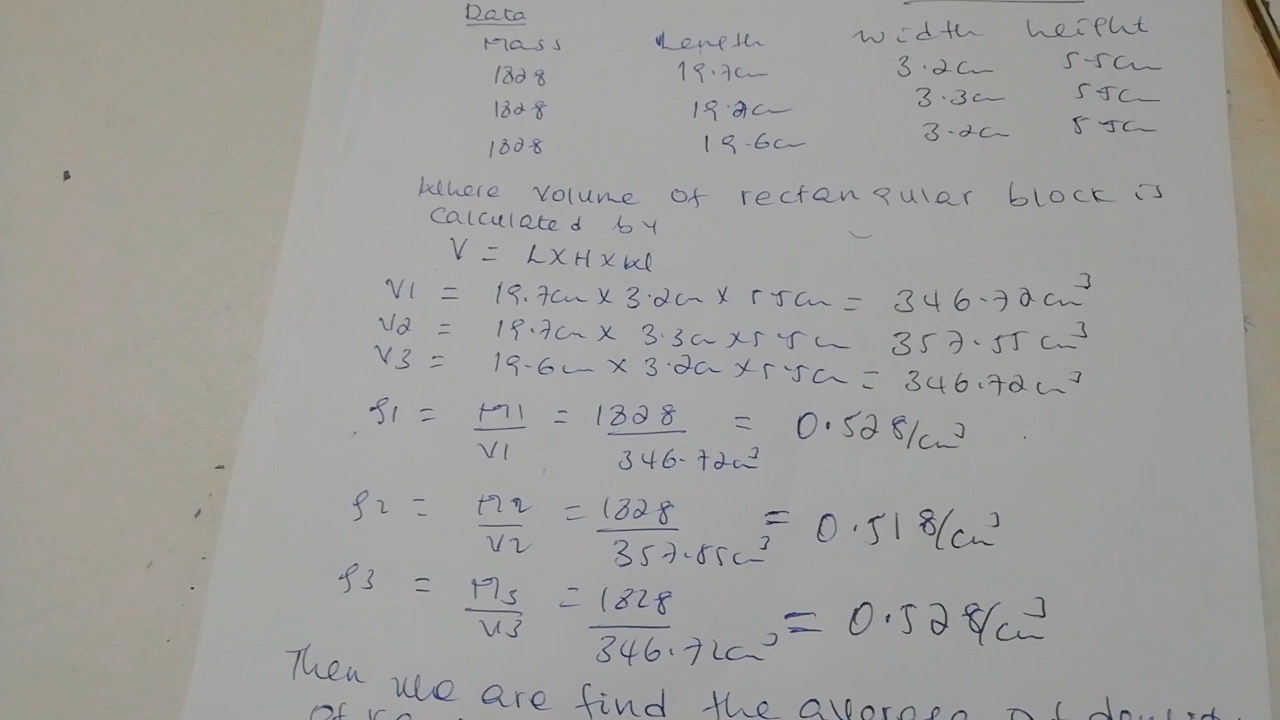 Data
Mass Length width height
182g 19.7cm 3.2cm 5.5cm
182g 19.7cm 3.3cm 5.5cm
182g 19.6cm 3.2cm 5.5cm
Where volume of rectangular block is
calculated by
V = L×H×W
V1 = 19.7cm × 3.2cm × 5.5cm = 346.72cm³
V2 = 19.7cm × 3.3cm × 5.5cm 357.55cm³
V3 = 19.6cm × 3.2cm × 5.5cm = 346.72cm³
ρ1 = M1/V1 = 182g/346.72cm³ = 0.52g/cm³
ρ2 = M2/V2 = 182g/357.55cm³ = 0.51g/cm³
ρ3 = M3/V3 = 182g/346.72cm³ = 0.52g/cm³
Then we are find the average of